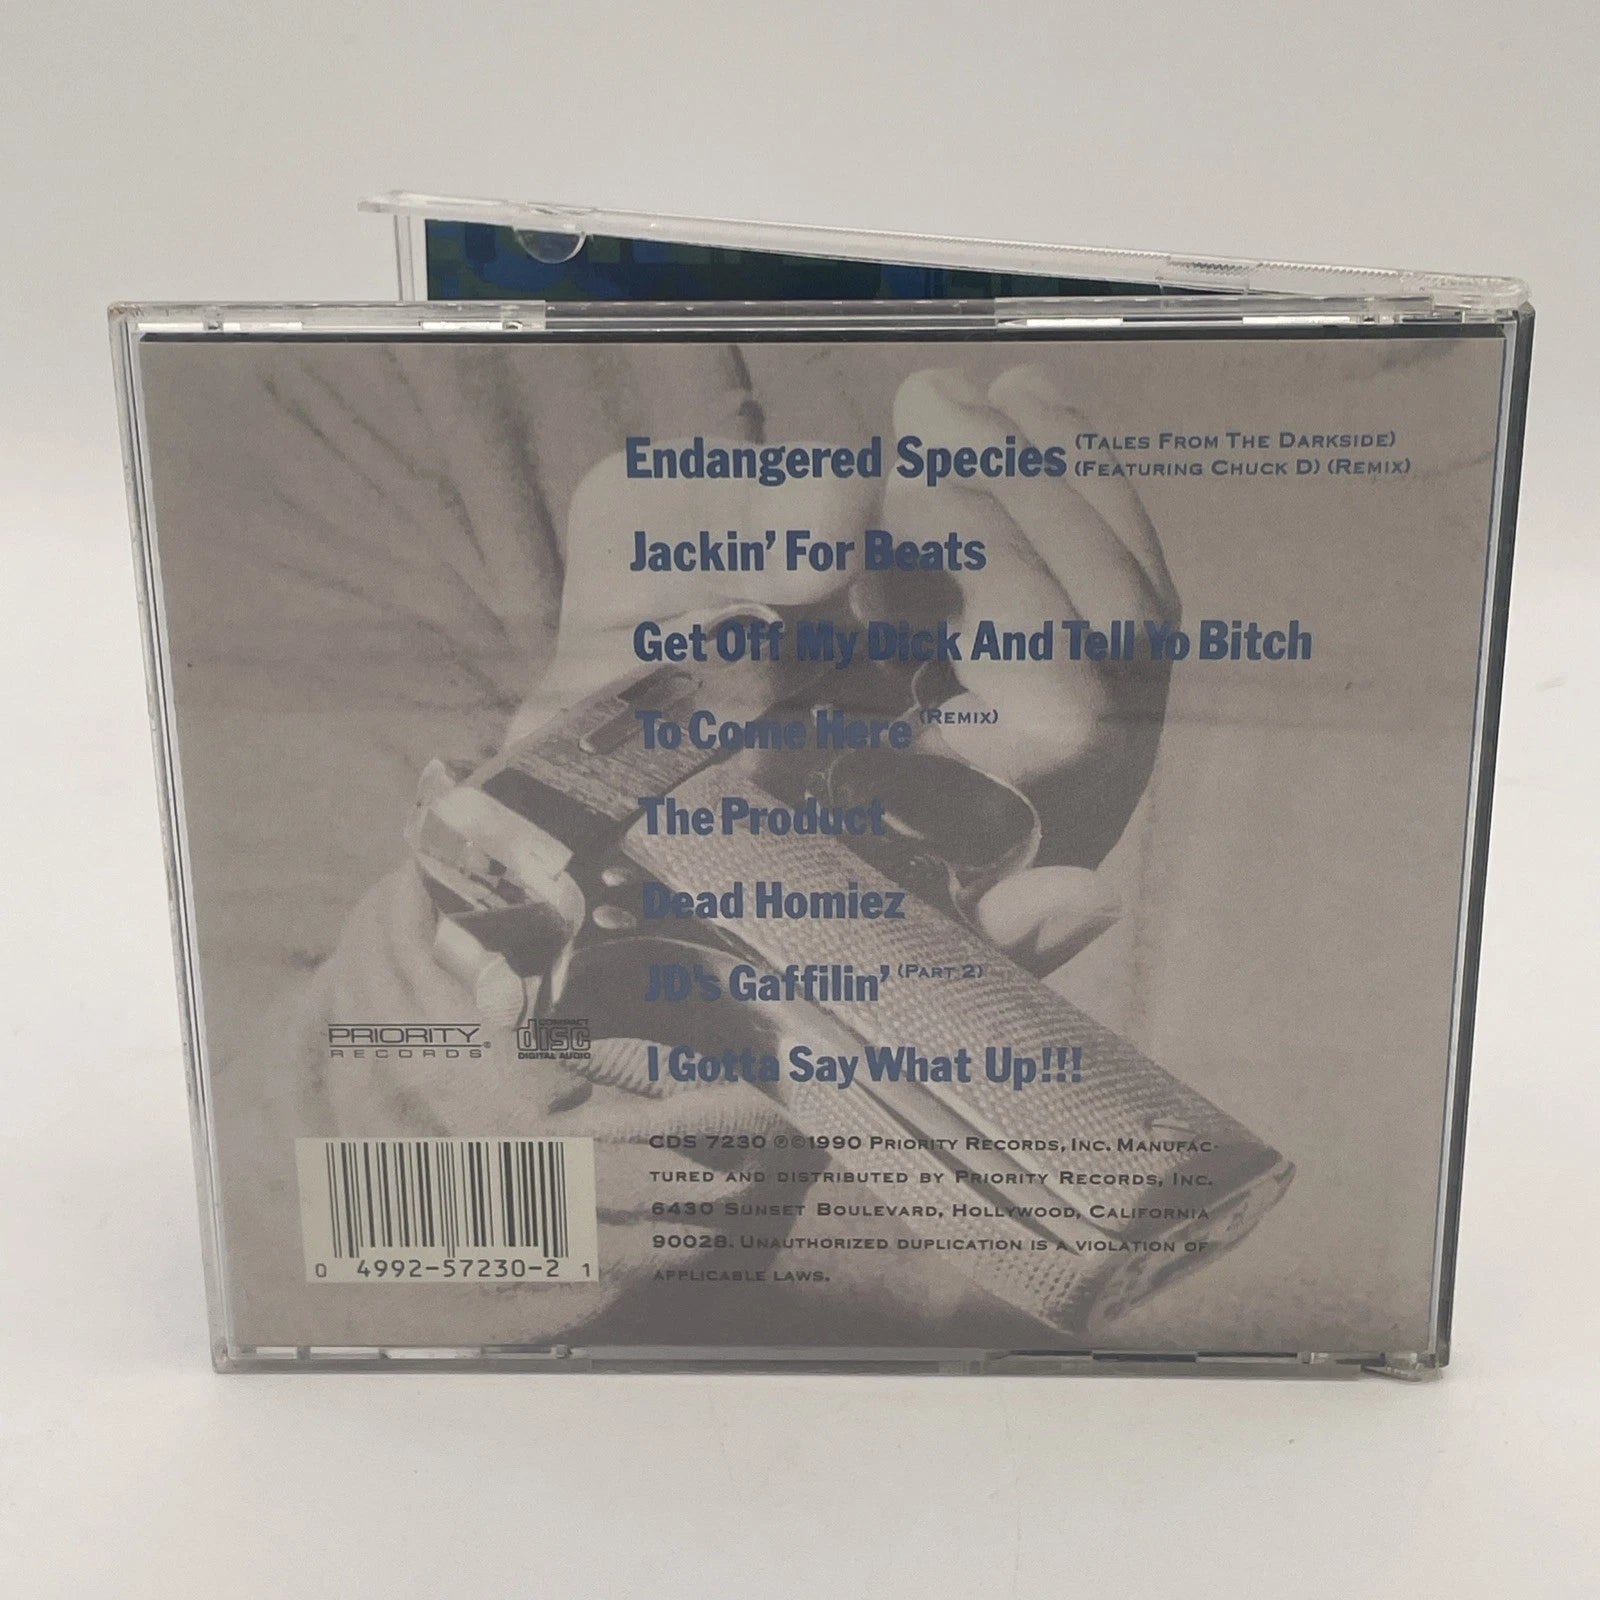 Endangered Species (Tales From The Darkside)
(Featuring Chuck D) (Remix)
Jackin' For Beats
Get Off My Dick And Tell Yo Bitch
To Come Here (Remix)
The Product
Dead Homiez
JD's Gaffilin' (Part 2)
I Gotta Say What Up!!!
PRIORITY®
RECORDS
COMPACT
disc
DIGITAL AUDIO
CDS 7230 ℗©1990 Priority Records, Inc. Manufac-
tured and distributed by Priority Records, Inc.
6430 Sunset Boulevard, Hollywood, California
90028. Unauthorized duplication is a violation of
applicable laws.
0 4992-57230-2 1